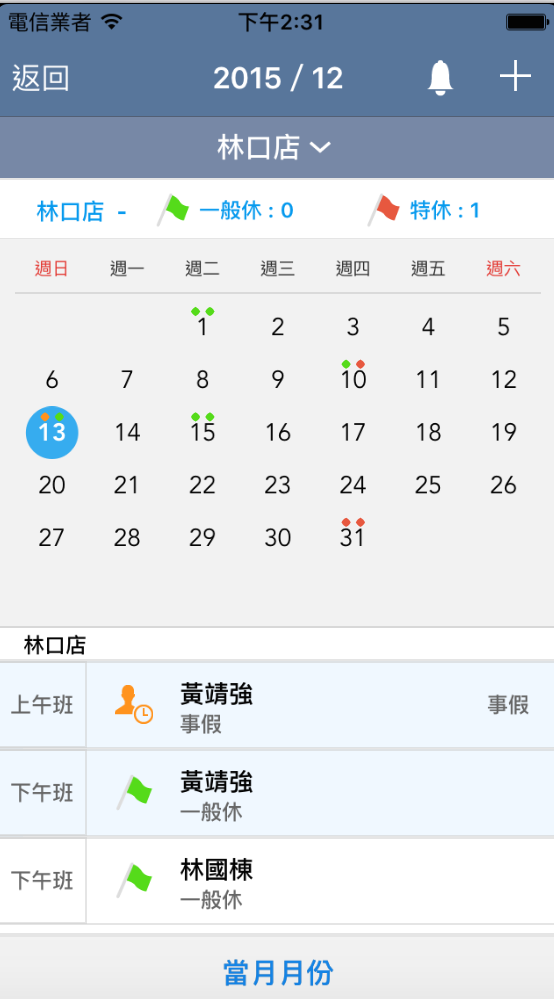 電信業者 下午2:31
返回 2015 / 12
林口店
林口店 - 一般休 : 0 特休 : 1
週日 週一 週二 週三 週四 週五 週六
1 2 3 4 5
6 7 8 9 10 11 12
13 14 15 16 17 18 19
20 21 22 23 24 25 26
27 28 29 30 31
林口店
上午班 黃靖強 事假
事假
下午班 黃靖強
一般休
下午班 林國棟
一般休
當月月份